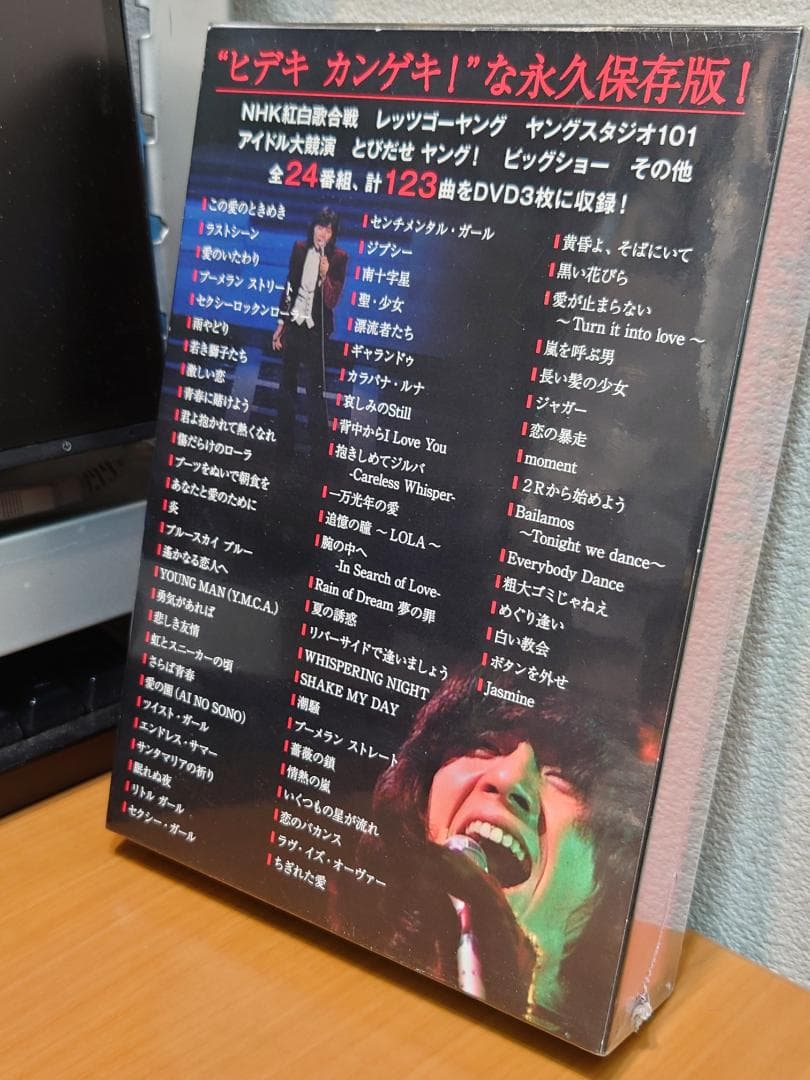 “ヒデキ カンゲキ！”な永久保存版！
NHK紅白歌合戦　レッツゴーヤング　ヤングスタジオ101
アイドル大競演　とびだせ ヤング！　ビッグショー　その他
全24番組、計123曲をDVD3枚に収録！
この愛のときめき
ラストシーン
愛のいたわり
ブーメラン ストリート
セクシーロックンローラー
雨やどり
若き獅子たち
激しい恋
青春に賭けよう
君よ抱かれて熱くなれ
傷だらけのローラ
ブーツをぬいで朝食を
あなたと愛のために
炎
ブルースカイ ブルー
遙かなる恋人へ
YOUNG MAN (Y.M.C.A.)
勇気があれば
悲しき友情
虹とスニーカーの頃
さらば青春
愛の園 (AI NO SONO)
ツイスト・ガール
エンドレス・サマー
サンタマリアの祈り
眠れぬ夜
リトル ガール
セクシー・ガール
センチメンタル・ガール
ジプシー
南十字星
聖・少女
漂流者たち
ギャランドゥ
カラパナ・ルナ
哀しみのStill
背中からI Love You
抱きしめてジルバ
-Careless Whisper-
一万光年の愛
追憶の瞳 ～LOLA～
腕の中へ
-In Search of Love-
Rain of Dream 夢の罪
夏の誘惑
リバーサイドで逢いましょう
WHISPERING NIGHT
SHAKE MY DAY
潮騒
ブーメラン ストレート
薔薇の鎖
情熱の嵐
いくつもの星が流れ
恋のバカンス
ラヴ・イズ・オーヴァー
ちぎれた愛
黄昏よ、そばにいて
黒い花びら
愛が止まらない
～Turn it into love～
嵐を呼ぶ男
長い髪の少女
ジャガー
恋の暴走
moment
2Rから始めよう
Bailamos
～Tonight we dance～
Everybody Dance
粗大ゴミじゃねえ
めぐり逢い
白い教会
ボタンを外せ
Jasmine